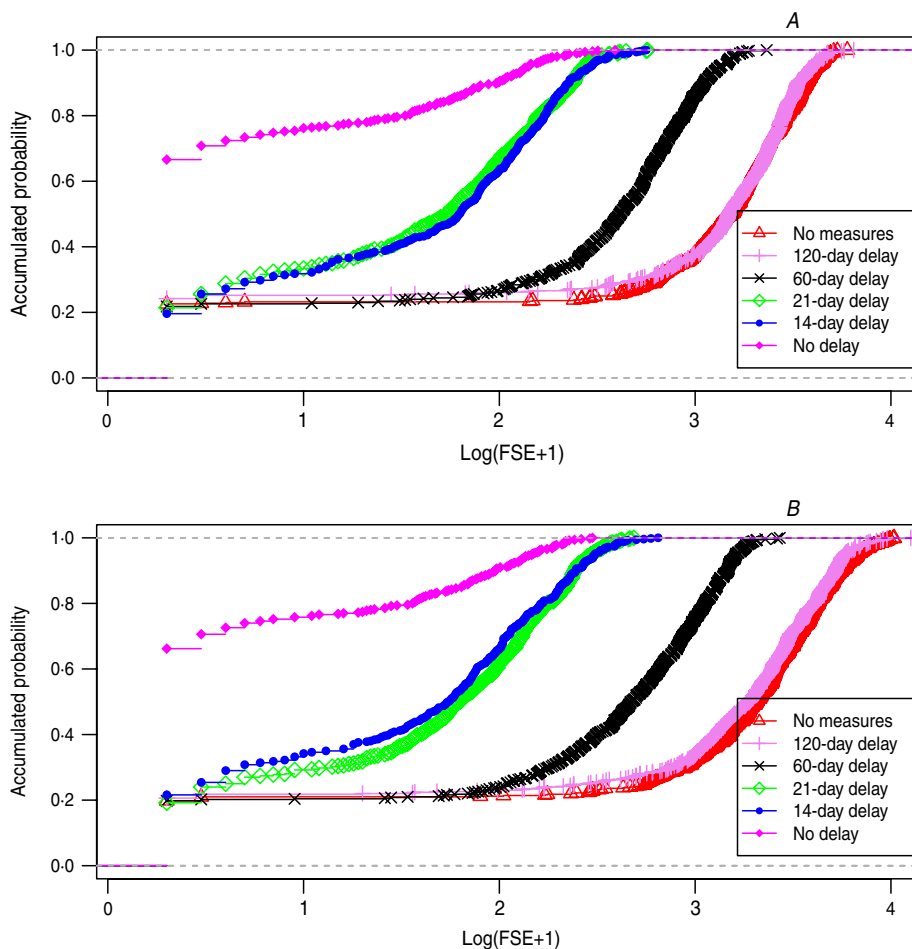 A
Accumulated probability
1·0
0·8
0·6
0·4
0·2
0·0
No measures
120-day delay
60-day delay
21-day delay
14-day delay
No delay
0 1 2 3 4
Log(FSE+1)
B
Accumulated probability
1·0
0·8
0·6
0·4
0·2
0·0
No measures
120-day delay
60-day delay
21-day delay
14-day delay
No delay
0 1 2 3 4
Log(FSE+1)